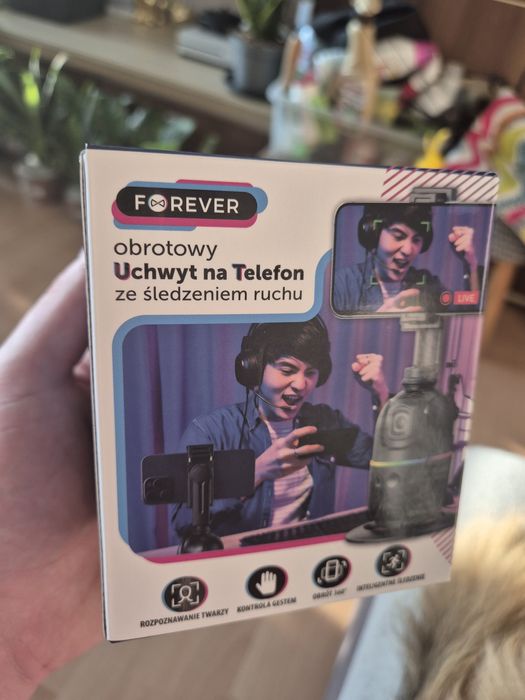 FOREVER
obrotowy
Uchwyt na Telefon
ze śledzeniem ruchu
LIVE
ROZPOZNAWANIE TWARZY
KONTROLA GESTEM
OBRÓT 360°
INTELIGENTNE ŚLEDZENIE